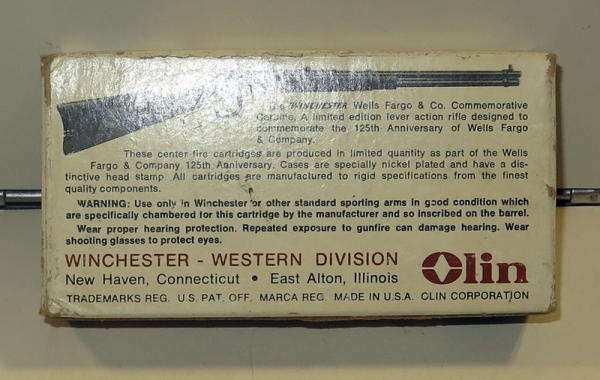 The WINCHESTER Wells Fargo & Co. Commemorative
Carbine. A limited edition lever action rifle designed to
commemorate the 125th Anniversary of Wells Fargo
& Company.
These center fire cartridges are produced in limited quantity as part of the Wells
Fargo & Company 125th Anniversary. Cases are specially nickel plated and have a dis-
tinctive head stamp. All cartridges are manufactured to rigid specifications from the finest
quality components.
WARNING: Use only in Winchester or other standard sporting arms in good condition which
are specifically chambered for this cartridge by the manufacturer and so inscribed on the barrel.
Wear proper hearing protection. Repeated exposure to gunfire can damage hearing. Wear
shooting glasses to protect eyes.
WINCHESTER - WESTERN DIVISION
New Haven, Connecticut • East Alton, Illinois
Olin
TRADEMARKS REG. U.S. PAT. OFF. MARCA REG. MADE IN U.S.A. OLIN CORPORATION